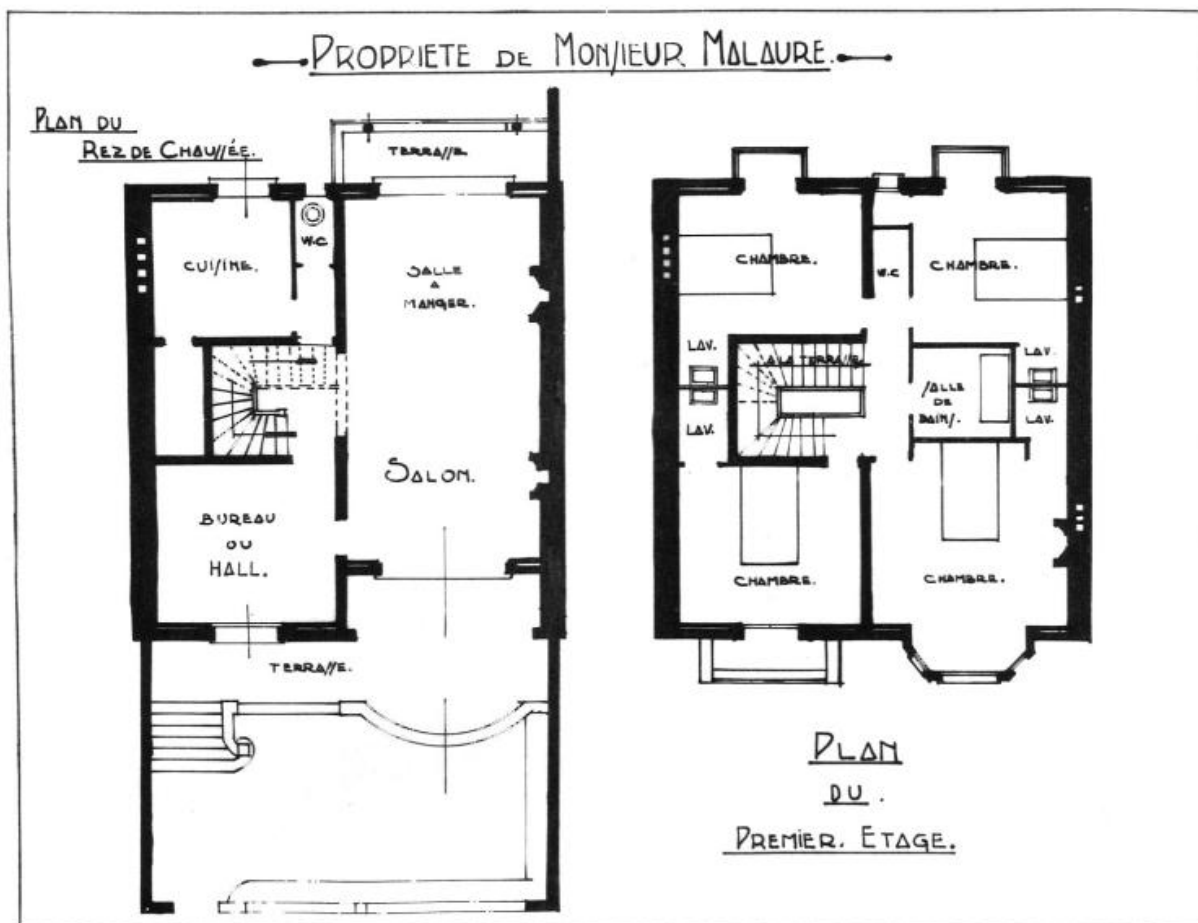 PROPRIETE DE MONSIEUR MALAURE.
PLAN DU
REZ DE CHAUSSÉE.
TERRASSE.
W.C
CUISINE.
SALLE
A
MANGER.
SALON.
BUREAU
OU
HALL.
TERRASSE.
CHAMBRE.
W.C
CHAMBRE.
LAV.
A LA TERRASSE
LAV.
SALLE
DE
BAINS.
LAV.
LAV.
CHAMBRE.
CHAMBRE.
PLAN
DU.
PREMIER. ETAGE.